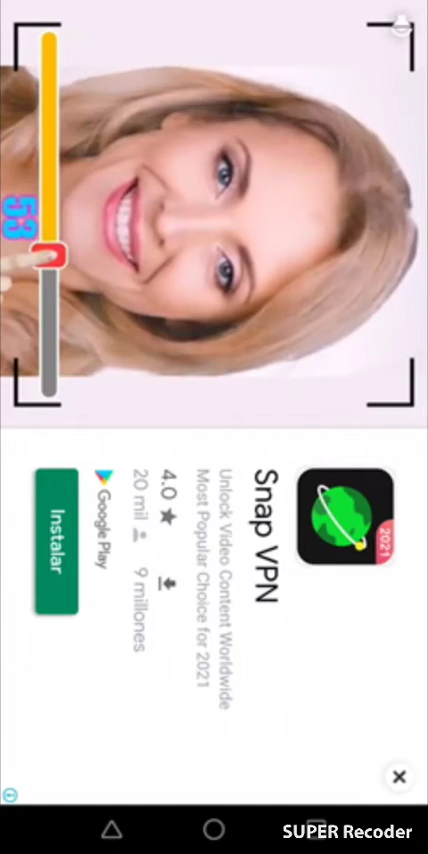 53
2021
Snap VPN
Unlock Video Content Worldwide
Most Popular Choice for 2021
4.0 ★
20 mil 9 millones
Google Play
Instalar
SUPER Recoder